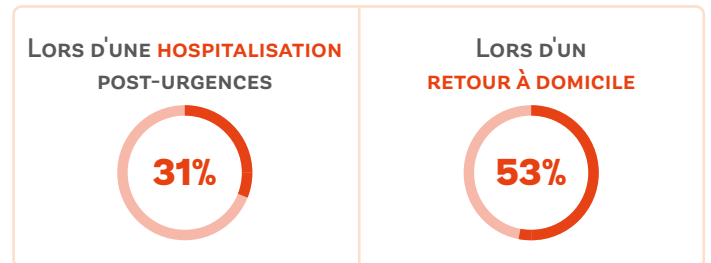 Lors d'une hospitalisation
post-urgences
31%
Lors d'un
retour à domicile
53%